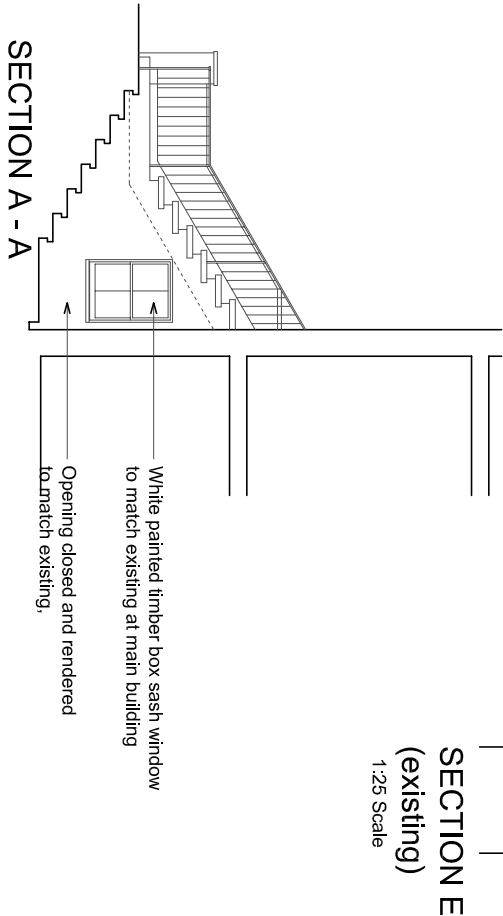 SECTION A - A
White painted timber box sash window
to match existing at main building
Opening closed and rendered
to match existing,
SECTION E
(existing)
1:25 Scale